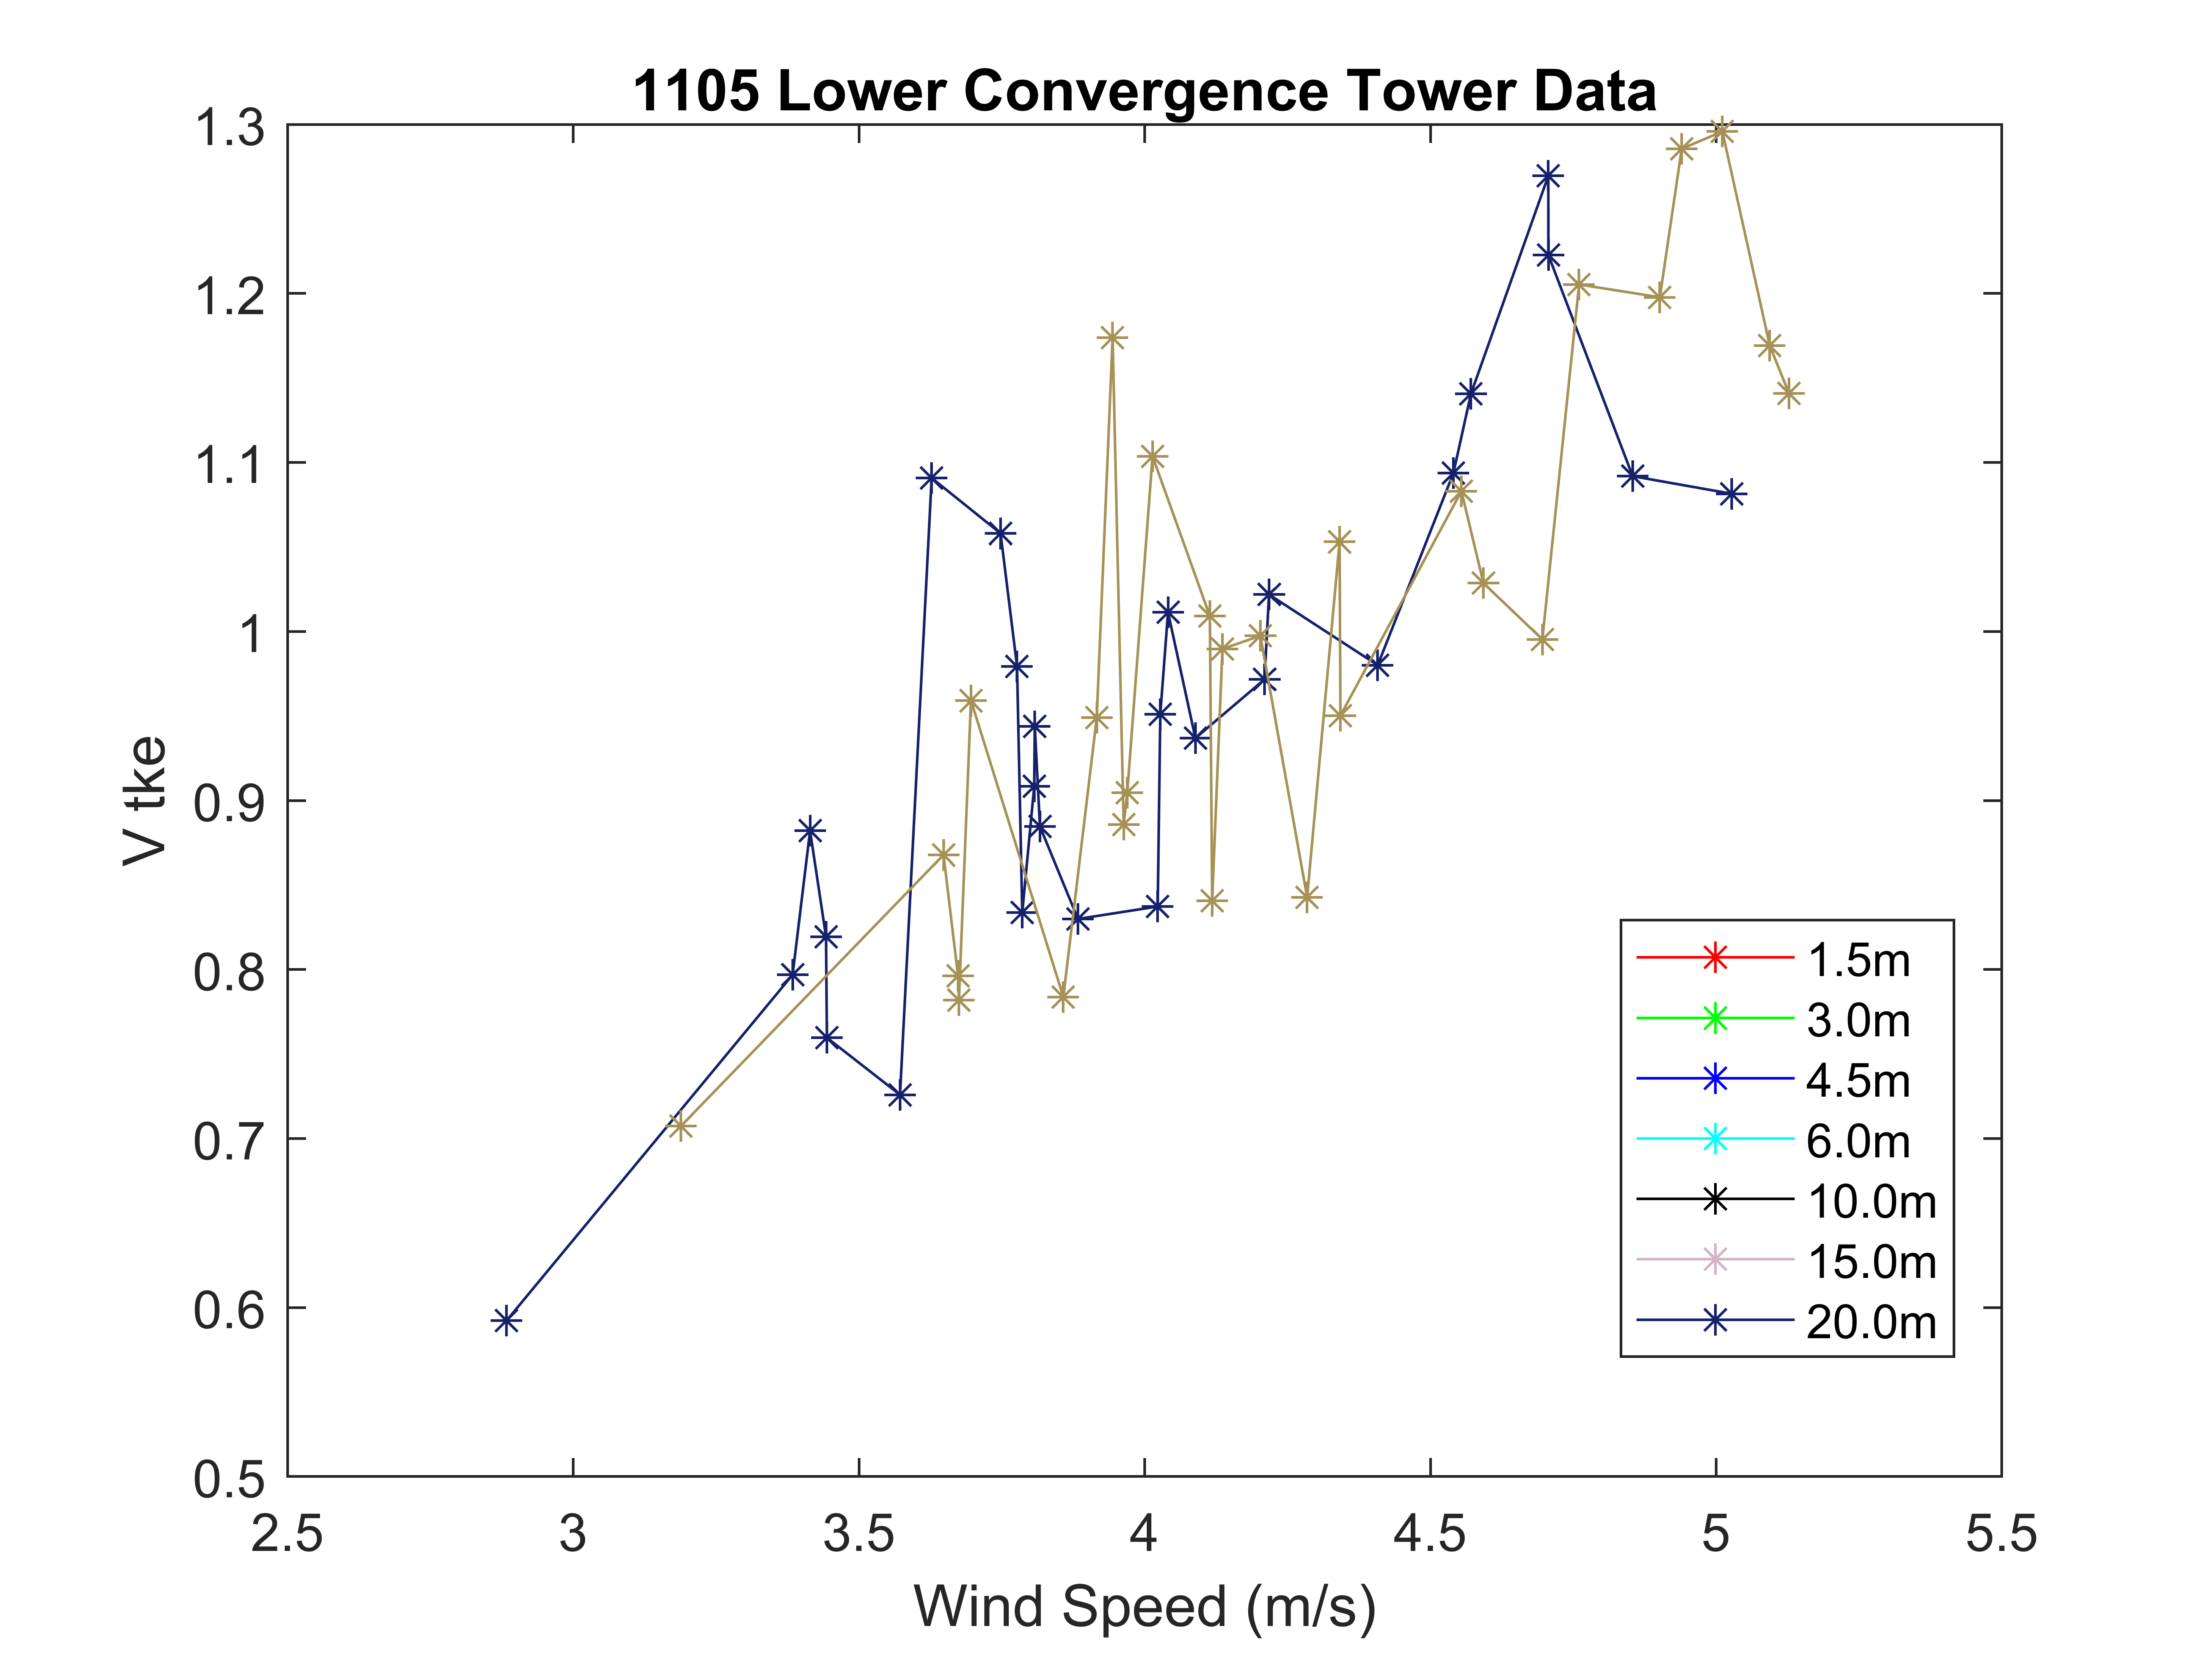 1105 Lower Convergence Tower Data
1.3
1.2
1.1
1
0.9
0.8
0.7
0.6
0.5
V tke
2.5 3 3.5 4 4.5 5 5.5
Wind Speed (m/s)
1.5m
3.0m
4.5m
6.0m
10.0m
15.0m
20.0m